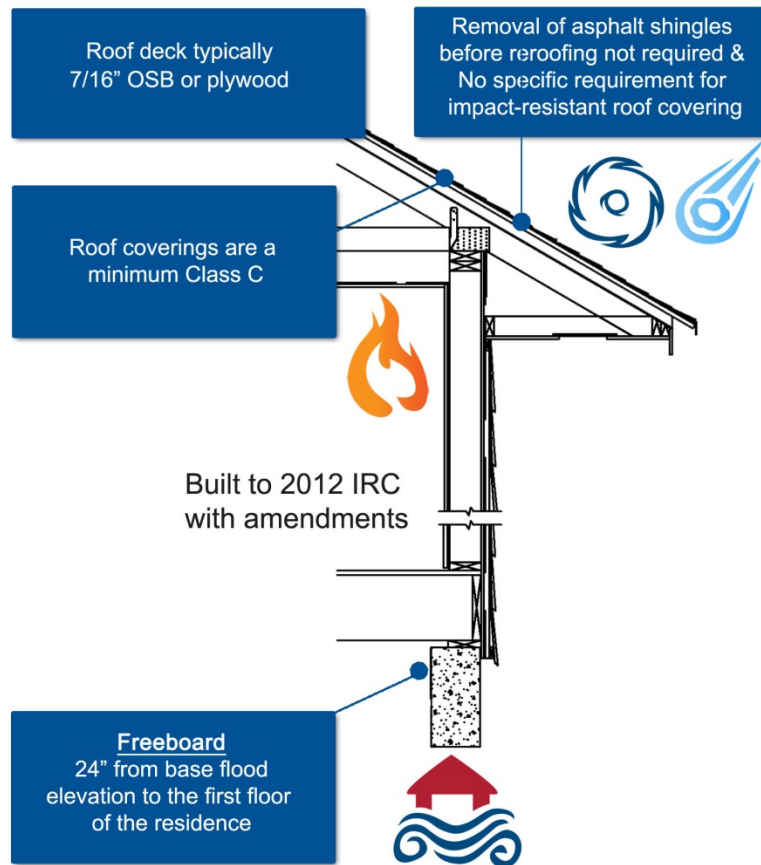 Roof deck typically
7/16” OSB or plywood
Removal of asphalt shingles
before reroofing not required &
No specific requirement for
impact-resistant roof covering
Roof coverings are a
minimum Class C
Built to 2012 IRC
with amendments
Freeboard
24” from base flood
elevation to the first floor
of the residence